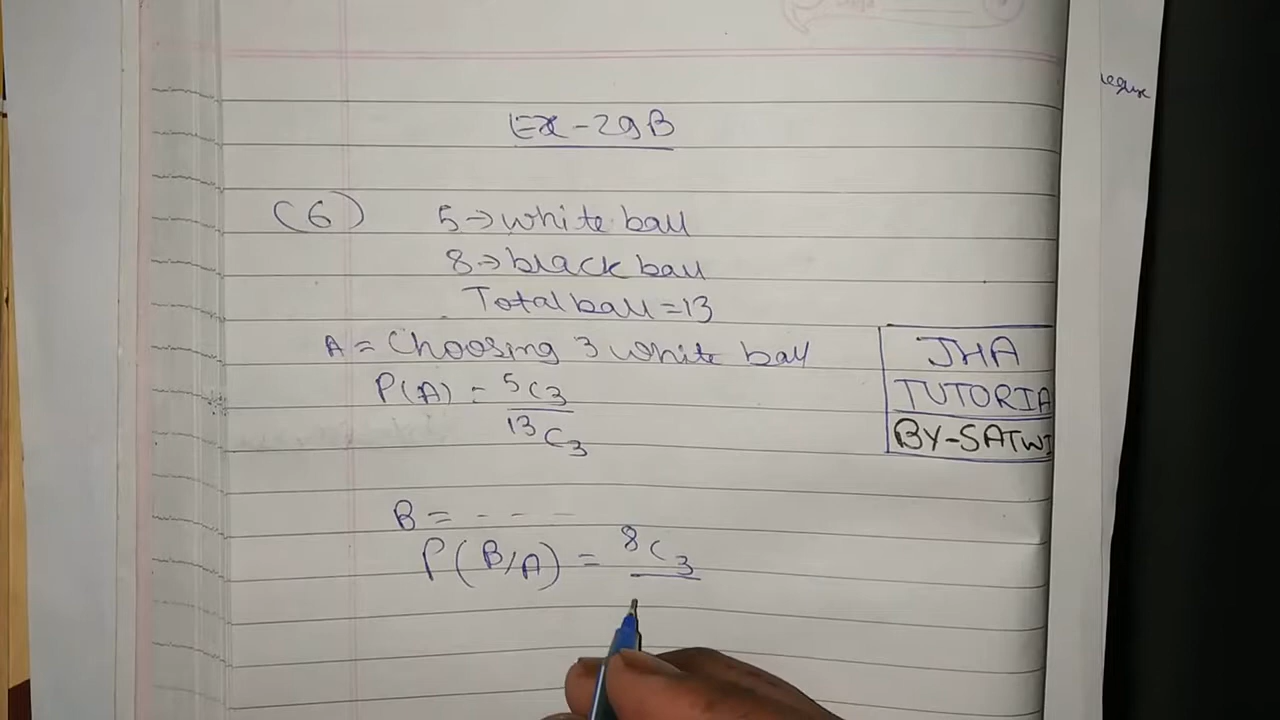 Ex-29B
(6) 5→white ball
8→black ball
Total ball=13
A = Choosing 3 white ball
P(A) = ⁵C₃
¹³C₃
JHA
TUTORIA
BY-SATWI
B = - - -
P(B/A) = ⁸C₃